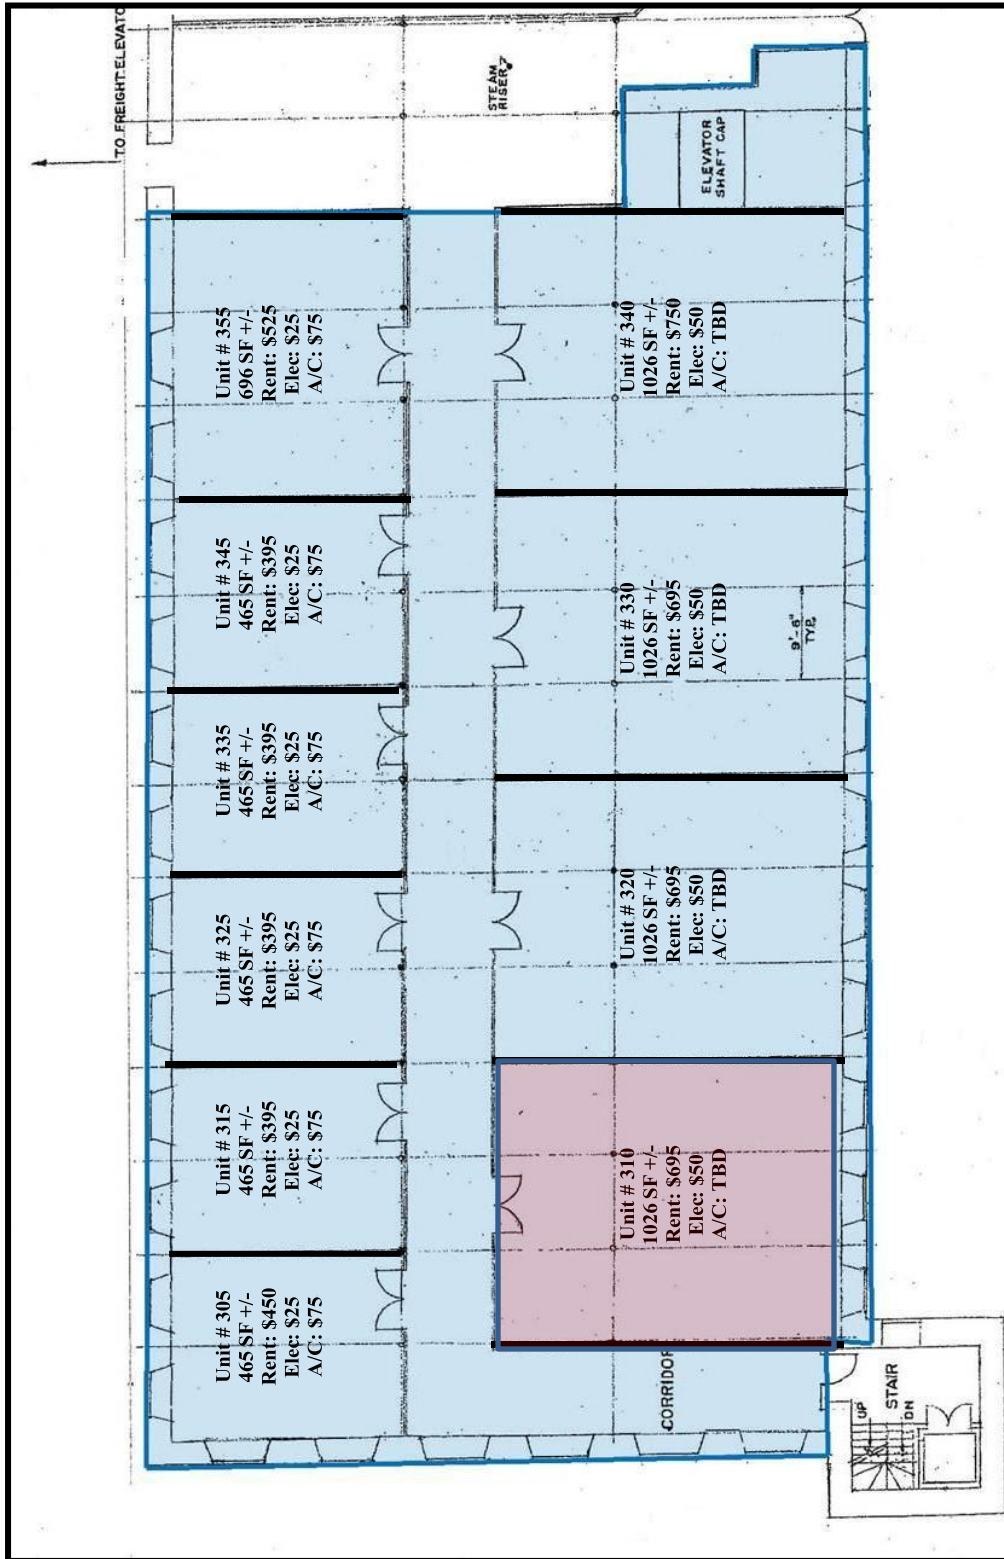 TO FREIGHT ELEVATO
STEAM
RISER
ELEVATOR
SHAFT CAP
Unit # 355
696 SF +/-
Rent: $525
Elec: $25
A/C: $75
Unit # 340
1026 SF +/-
Rent: $750
Elec: $50
A/C: TBD
Unit # 345
465 SF +/-
Rent: $395
Elec: $25
A/C: $75
Unit # 330
1026 SF +/-
Rent: $695
Elec: $50
A/C: TBD
9'-6"
TYP.
Unit # 335
465 SF +/-
Rent: $395
Elec: $25
A/C: $75
Unit # 325
465 SF +/-
Rent: $395
Elec: $25
A/C: $75
Unit # 320
1026 SF +/-
Rent: $695
Elec: $50
A/C: TBD
Unit # 315
465 SF +/-
Rent: $395
Elec: $25
A/C: $75
Unit # 310
1026 SF +/-
Rent: $695
Elec: $50
A/C: TBD
Unit # 305
465 SF +/-
Rent: $450
Elec: $25
A/C: $75
CORRIDOR
STAIR
UP
DN